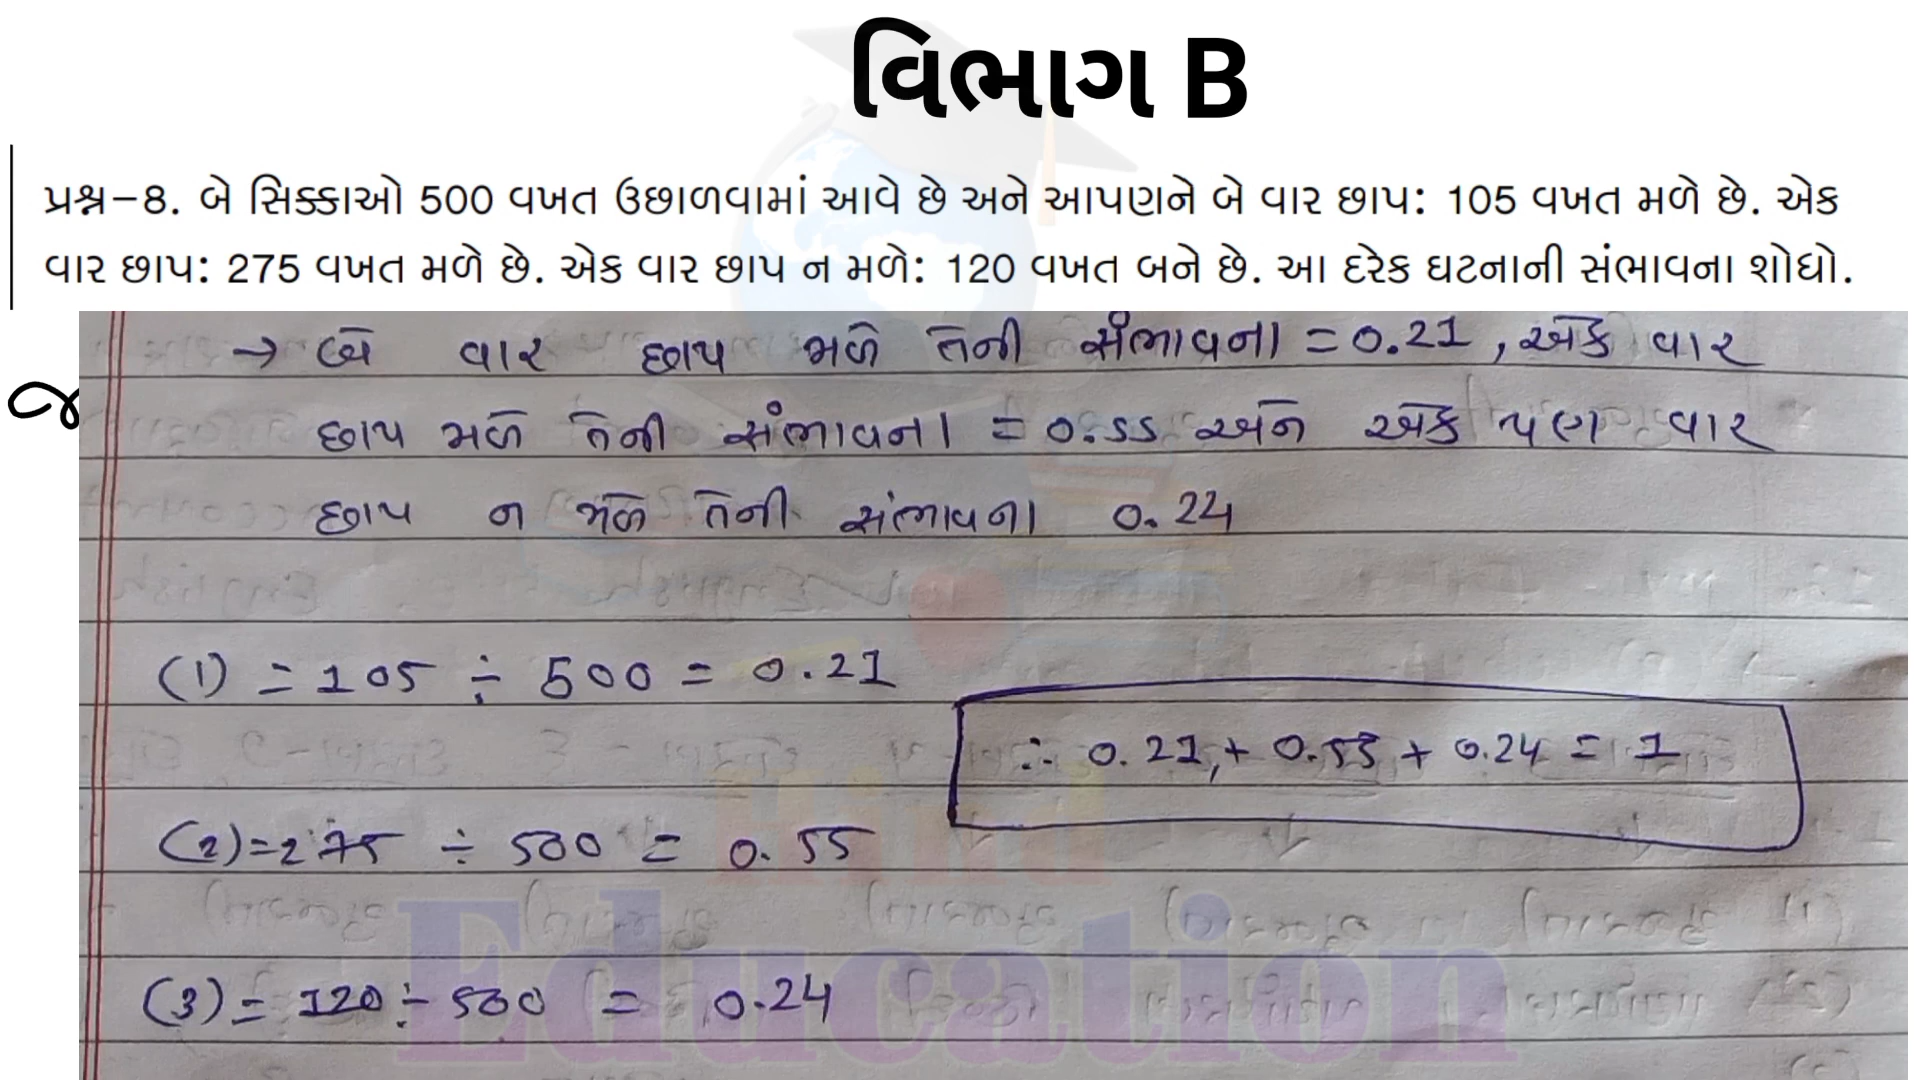 વિભાગ B
પ્રશ્ન-8. બે સિક્કાઓ 500 વખત ઉછાળવામાં આવે છે અને આપણને બે વાર છાપ: 105 વખત મળે છે. એક
વાર છાપ: 275 વખત મળે છે. એક વાર છાપ ન મળે: 120 વખત બને છે. આ દરેક ઘટનાની સંભાવના શોધો.
→ બે વાર છાપ મળે તેની સંભાવના = 0.21, એક વાર
છાપ મળે તેની સંભાવના = 0.55 અને એક પણ વાર
છાપ ન મળે તેની સંભાવના 0.24
(1) = 105 ÷ 500 = 0.21
∴ 0.21 + 0.55 + 0.24 = 1
(2) = 275 ÷ 500 = 0.55
Hind
Education
(3) = 120 ÷ 500 = 0.24